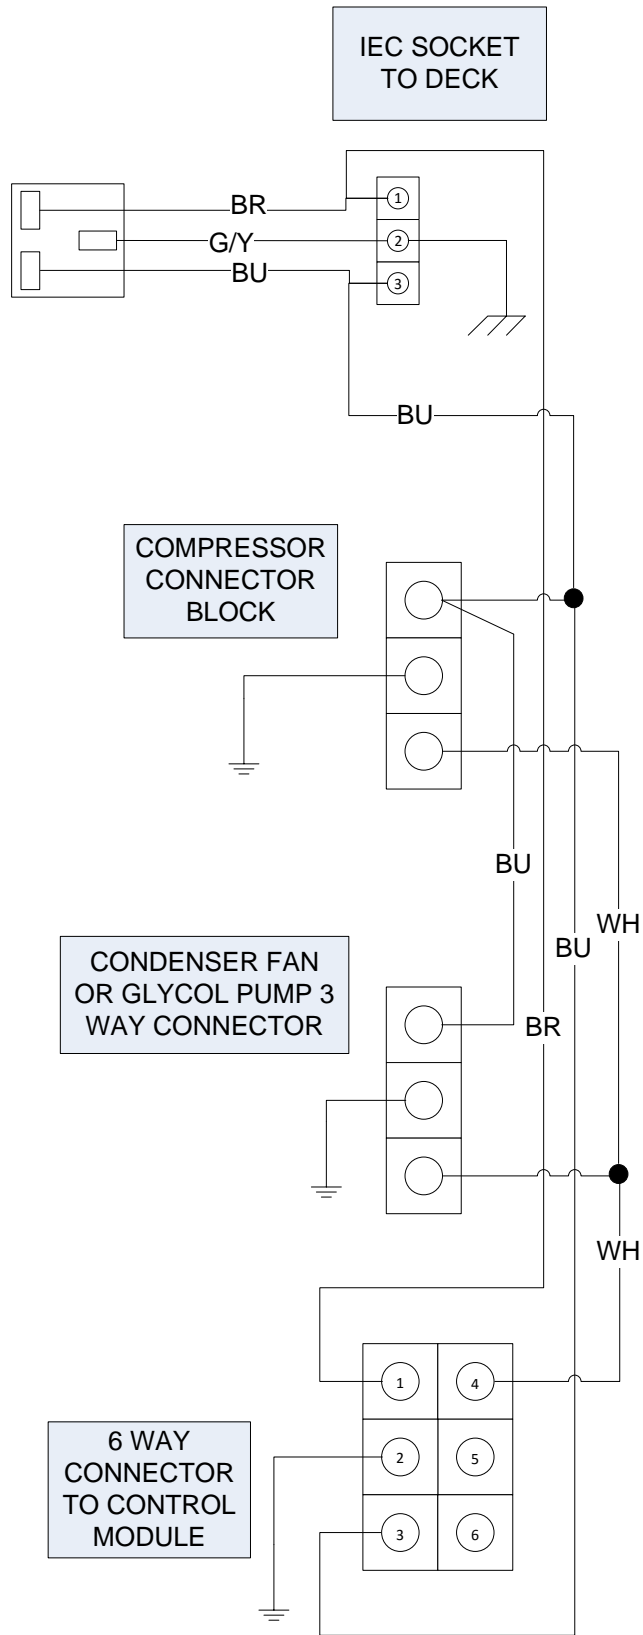 IEC SOCKET
TO DECK
BR
1
G/Y
2
BU
3
BU
COMPRESSOR
CONNECTOR
BLOCK
BU
WH
BU
CONDENSER FAN
OR GLYCOL PUMP 3
WAY CONNECTOR
BR
WH
1
4
6 WAY
CONNECTOR
TO CONTROL
MODULE
2
5
3
6